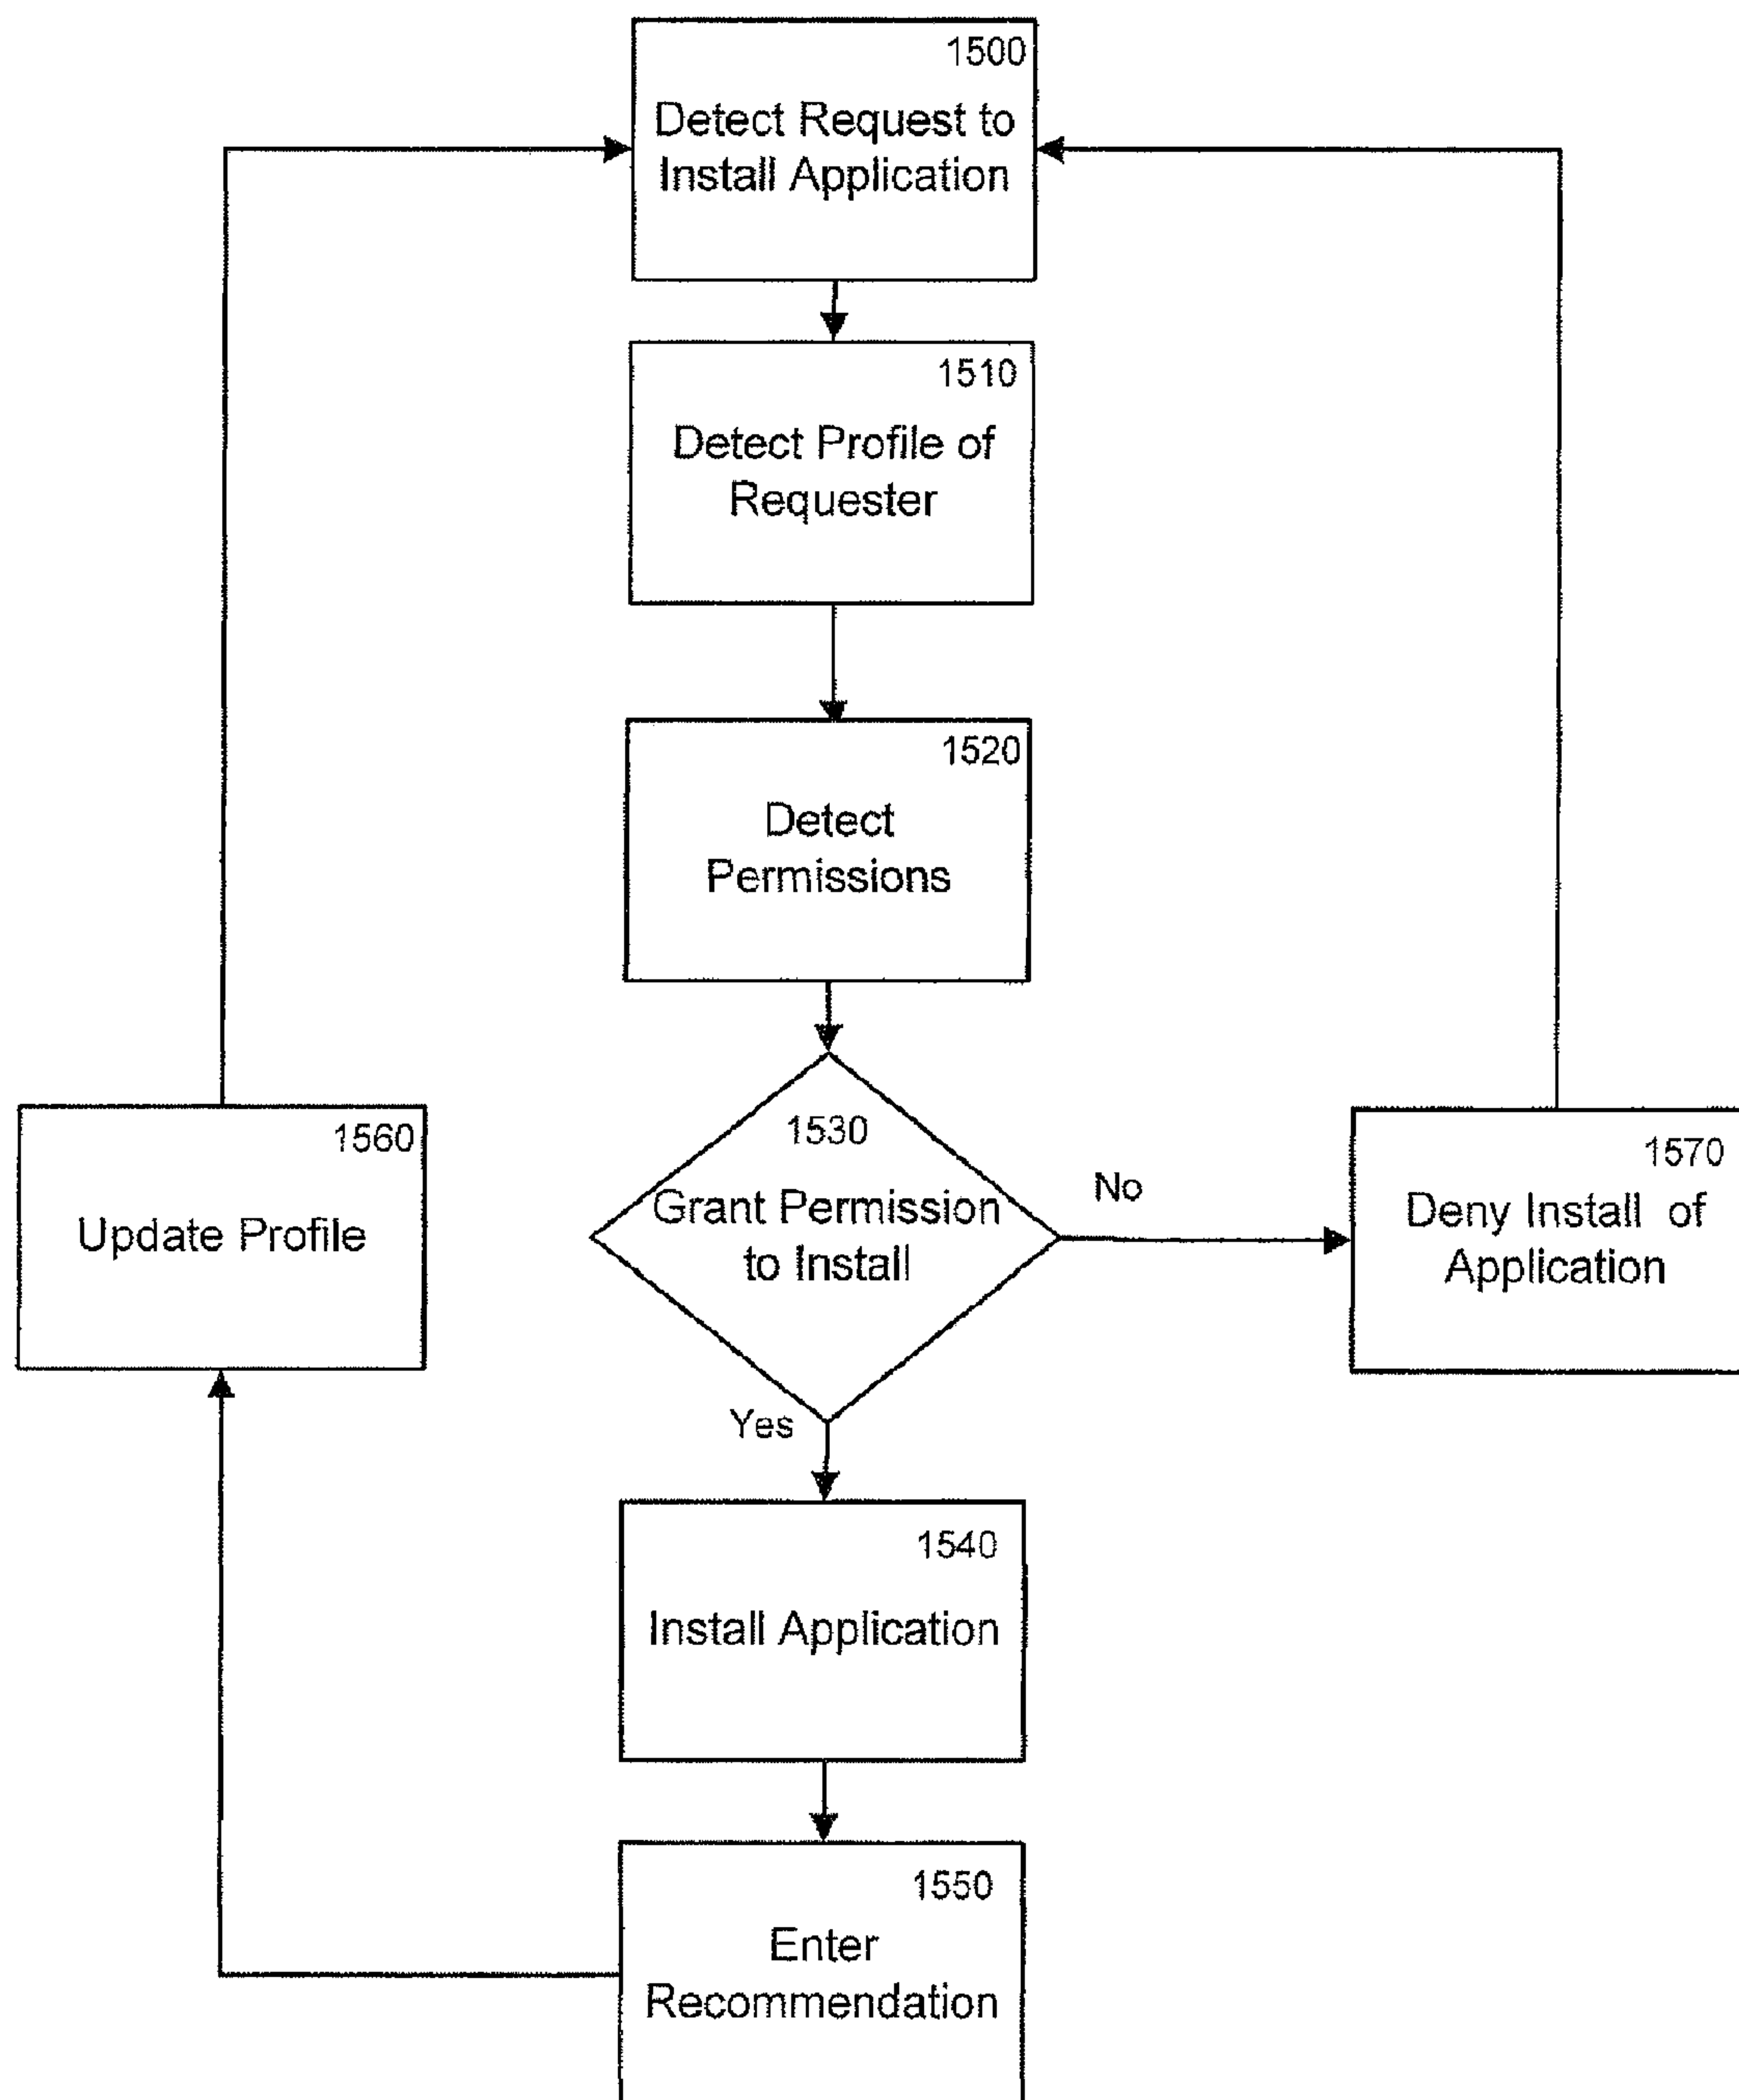 1500
Detect Request to
Install Application
1510
Detect Profile of
Requester
1520
Detect
Permissions
1530
Grant Permission
to Install
No
Yes
1560
Update Profile
1570
Deny Install of
Application
1540
Install Application
1550
Enter
Recommendation